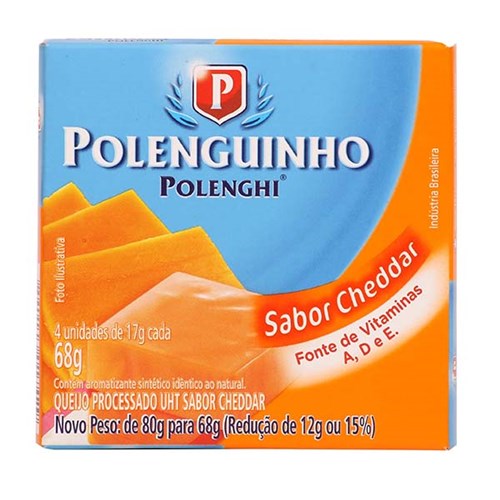 P
POLENGUINHO
POLENGHI®
Indústria Brasileira
Foto Ilustrativa
Sabor Cheddar
Fonte de Vitaminas
A, D e E.
4 unidades de 17g cada
68g
Contém aromatizante sintético idêntico ao natural.
QUEIJO PROCESSADO UHT SABOR CHEDDAR
Novo Peso: de 80g para 68g (Redução de 12g ou 15%)